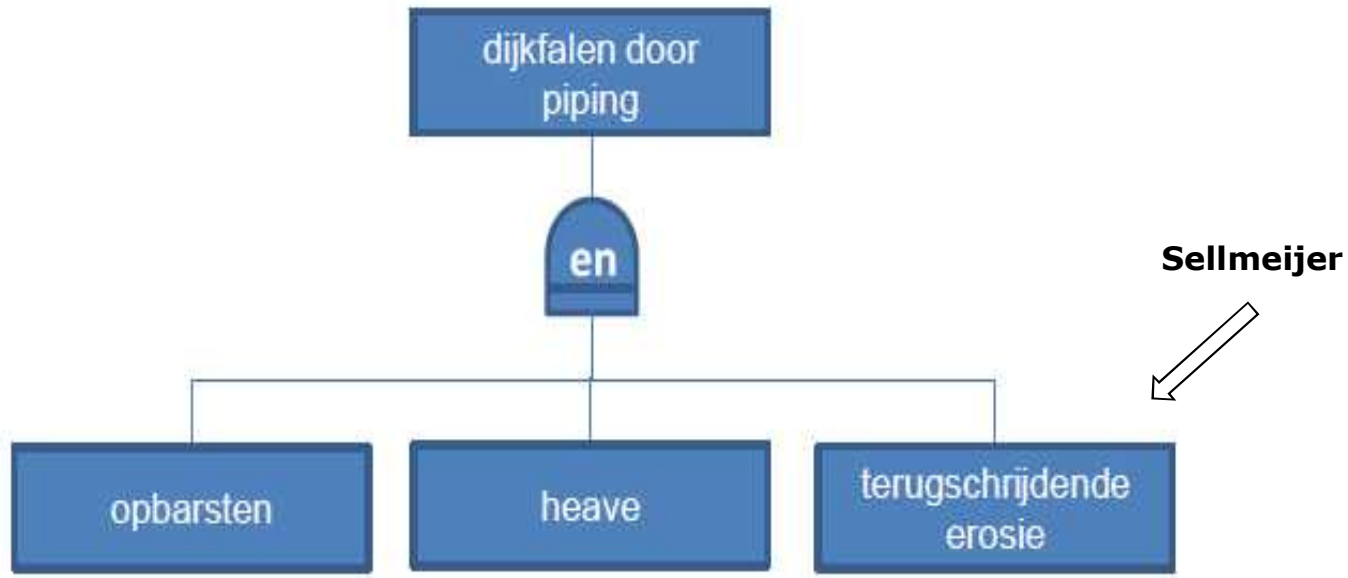 dijkfalen door
piping
en
Sellmeijer
opbarsten
heave
terugschrijdende
erosie